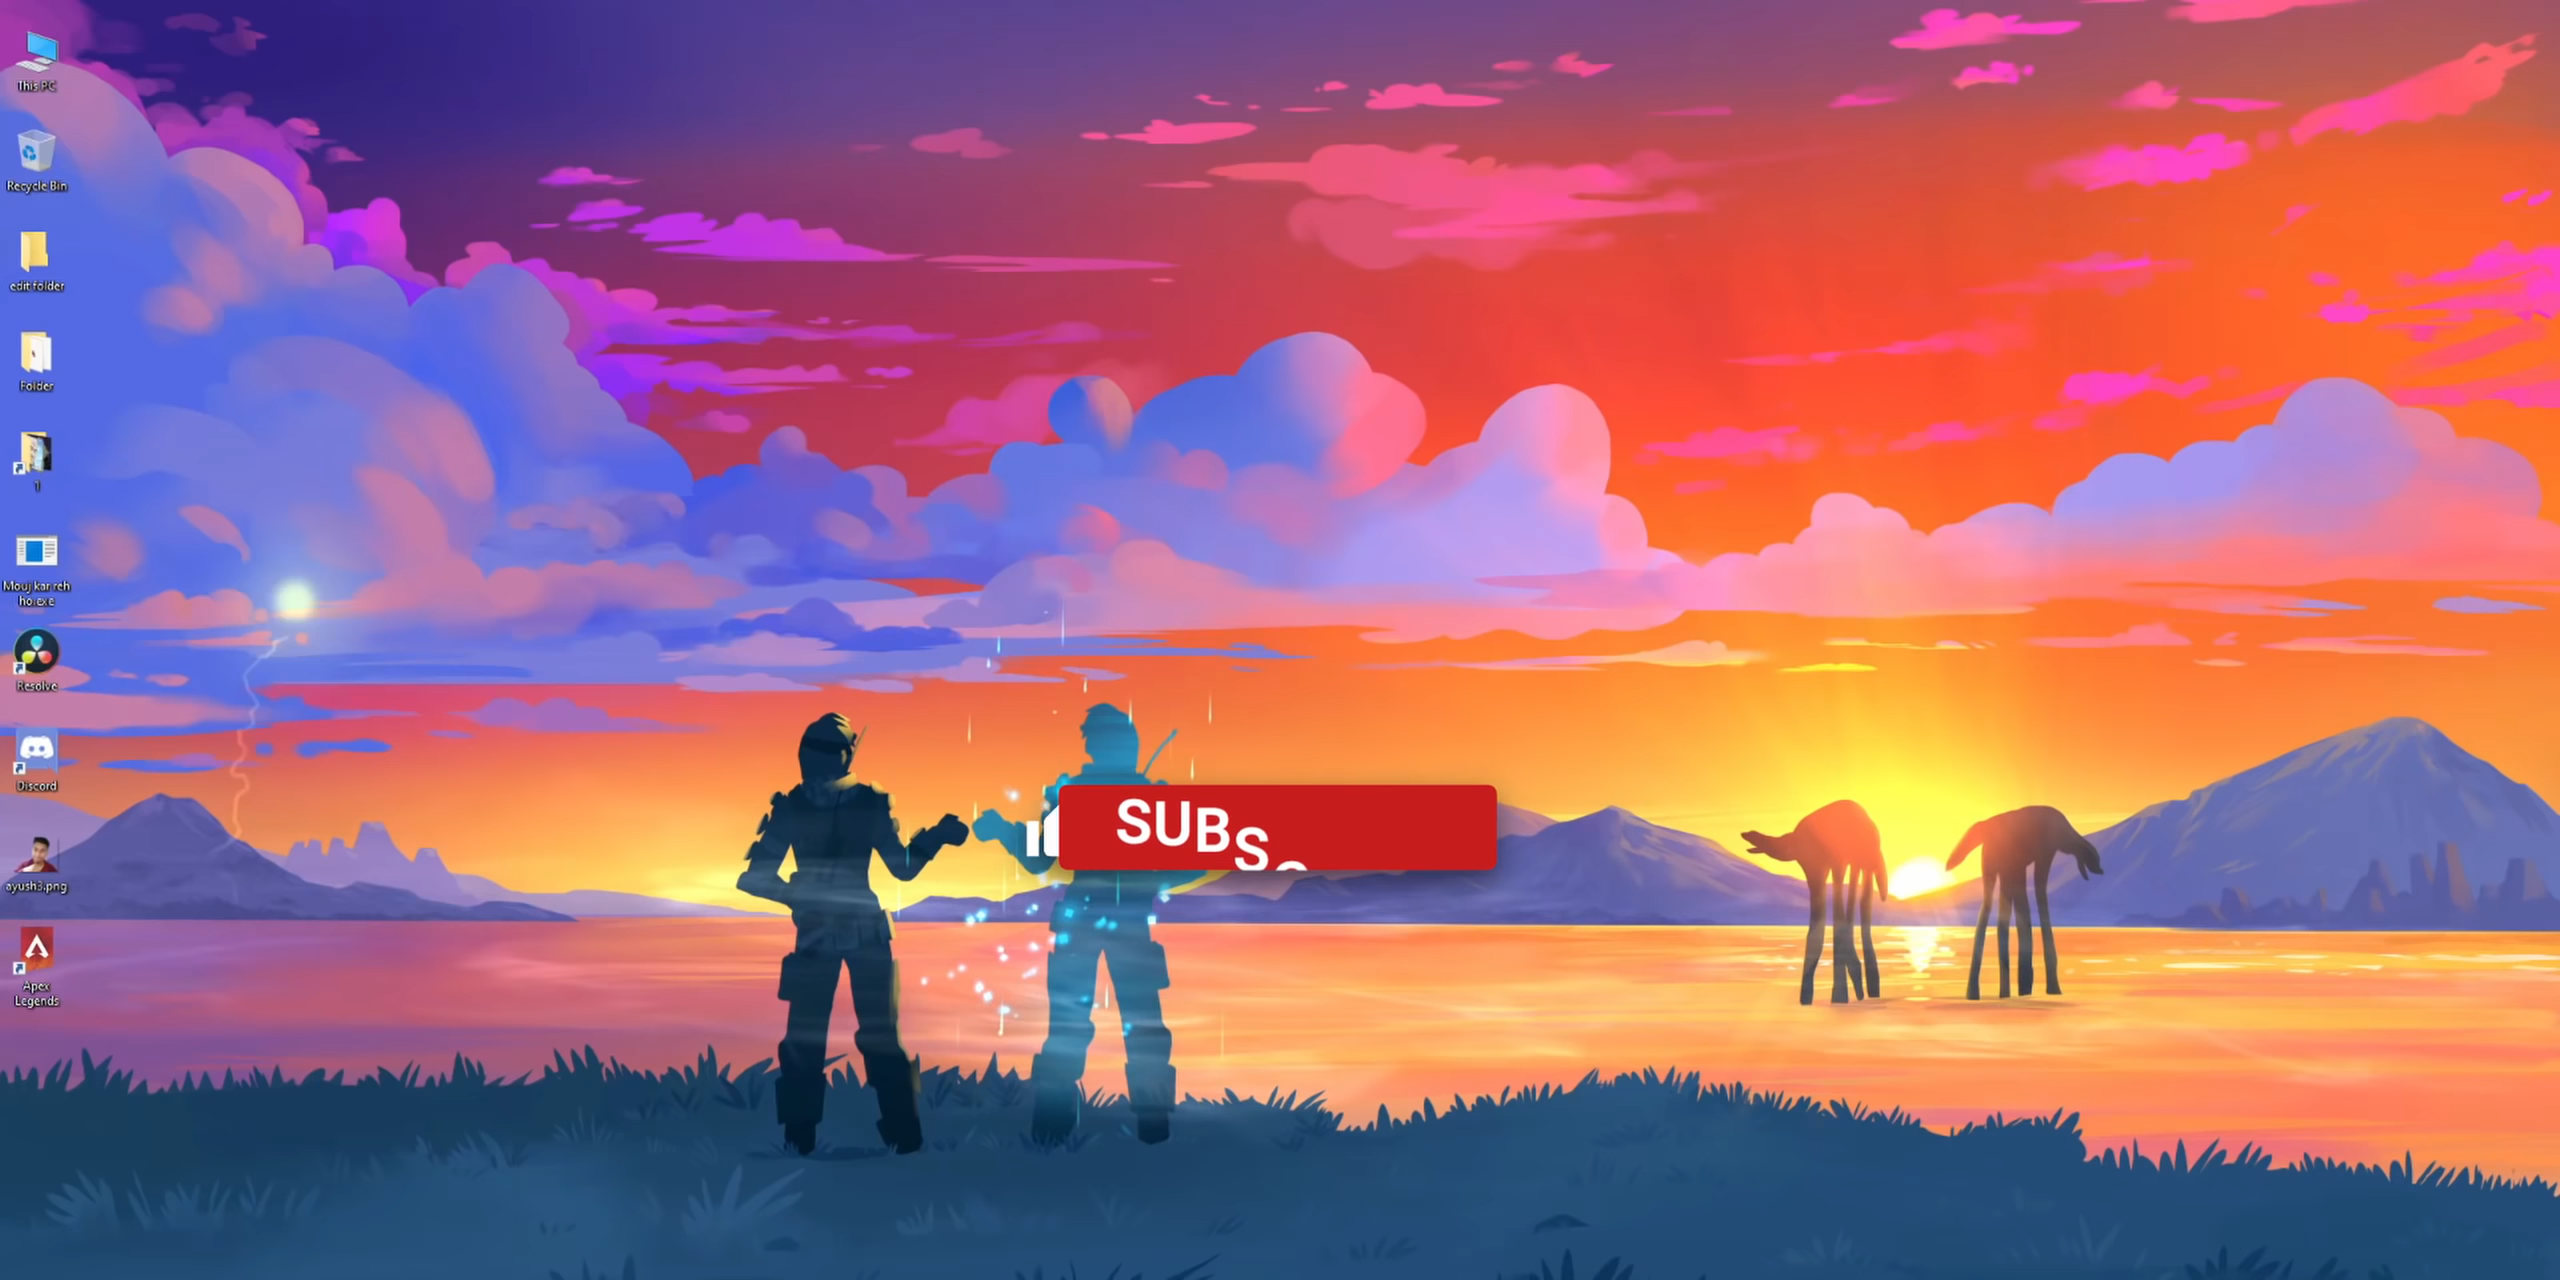 This PC
Recycle Bin
edit folder
Folder
1
Mouj kar reh
ho.exe
Resolve
Discord
ayush3.png
Apex
Legends
SUBS